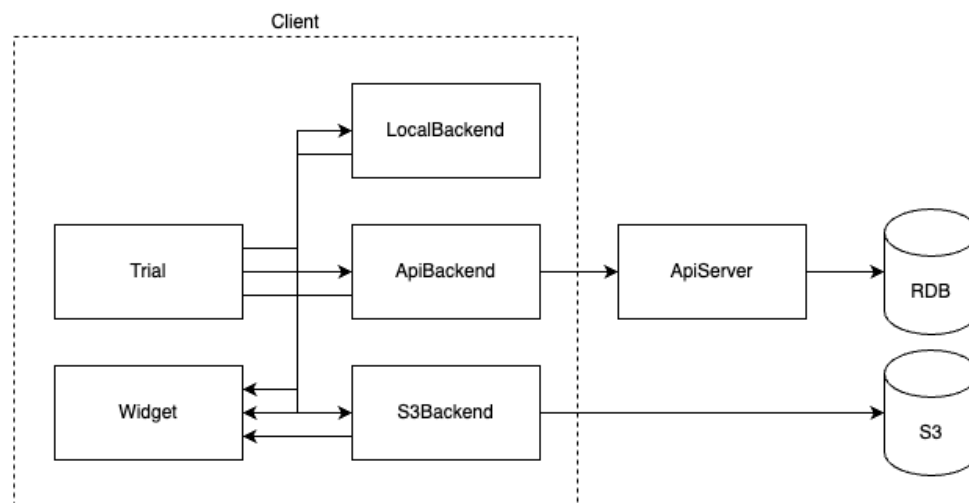 Client
LocalBackend
Trial
ApiBackend
ApiServer
RDB
Widget
S3Backend
S3